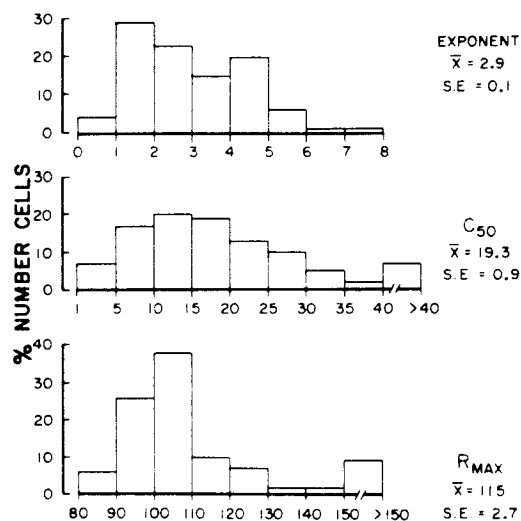 % NUMBER CELLS
30
20
10
0
0 1 2 3 4 5 6 7 8
EXPONENT
x̄ = 2.9
S.E = 0.1
30
20
10
0
1 5 10 15 20 25 30 35 40 >40
C50
x̄ = 19.3
S.E = 0.9
40
30
20
10
0
80 90 100 110 120 130 140 150 >150
RMAX
x̄ = 115
S.E. = 2.7